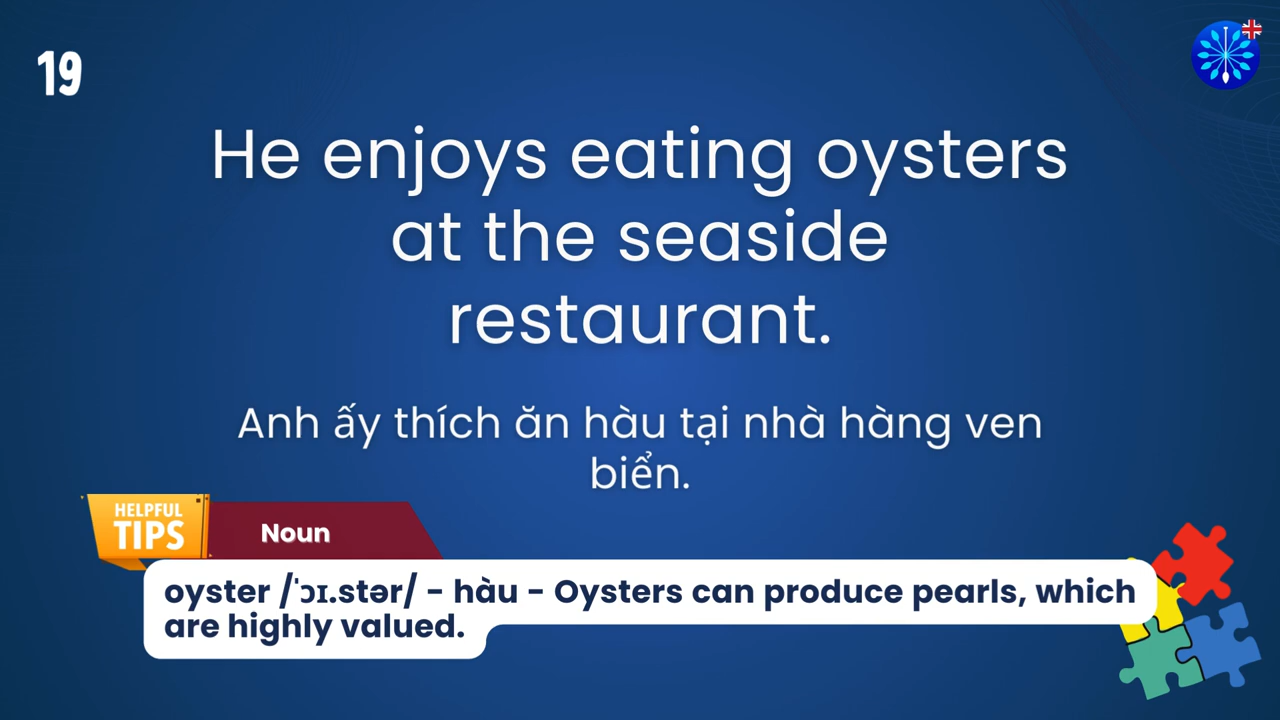 19
He enjoys eating oysters
at the seaside
restaurant.
Anh ấy thích ăn hàu tại nhà hàng ven
biển.
HELPFUL
TIPS
Noun
oyster /ˈɔɪ.stər/ - hàu - Oysters can produce pearls, which
are highly valued.